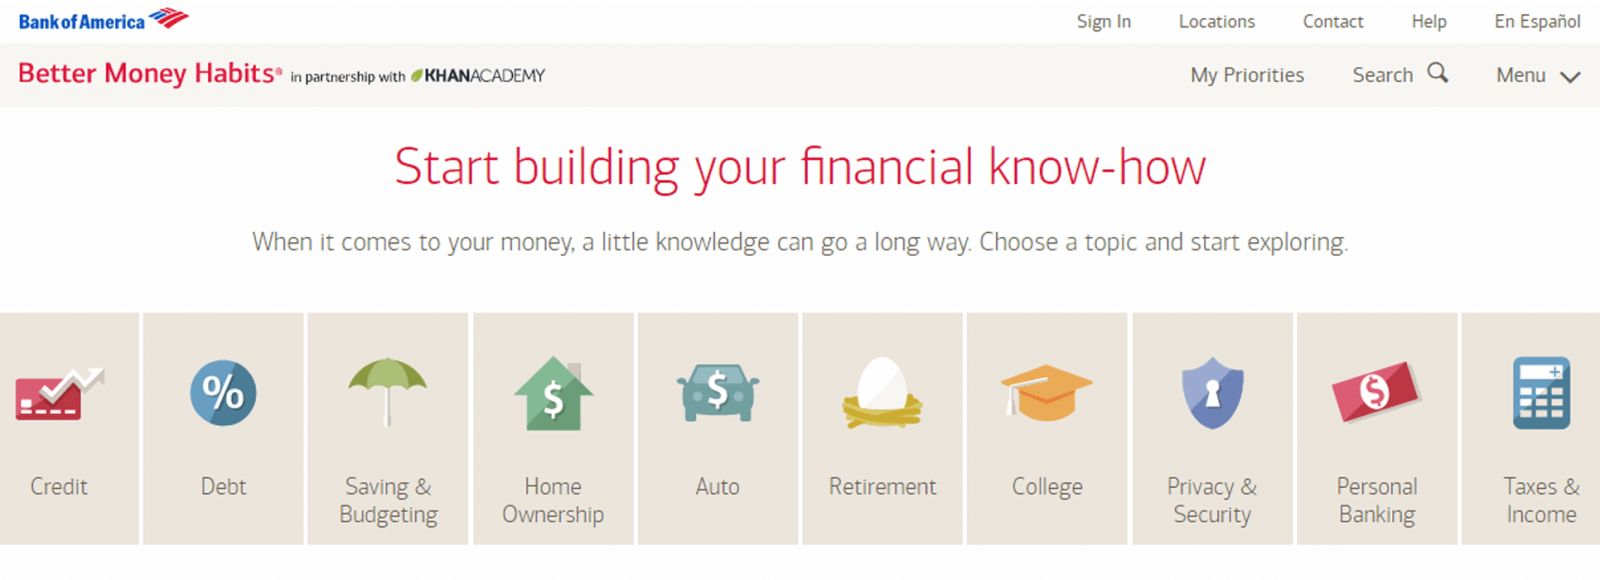 Bank of America
Sign In Locations Contact Help En Español
Better Money Habits® in partnership with KHANACADEMY
My Priorities Search Menu
Start building your financial know-how
When it comes to your money, a little knowledge can go a long way. Choose a topic and start exploring.
%
$
$
$
Credit
Debt
Saving &
Budgeting
Home
Ownership
Auto
Retirement
College
Privacy &
Security
Personal
Banking
Taxes &
Income